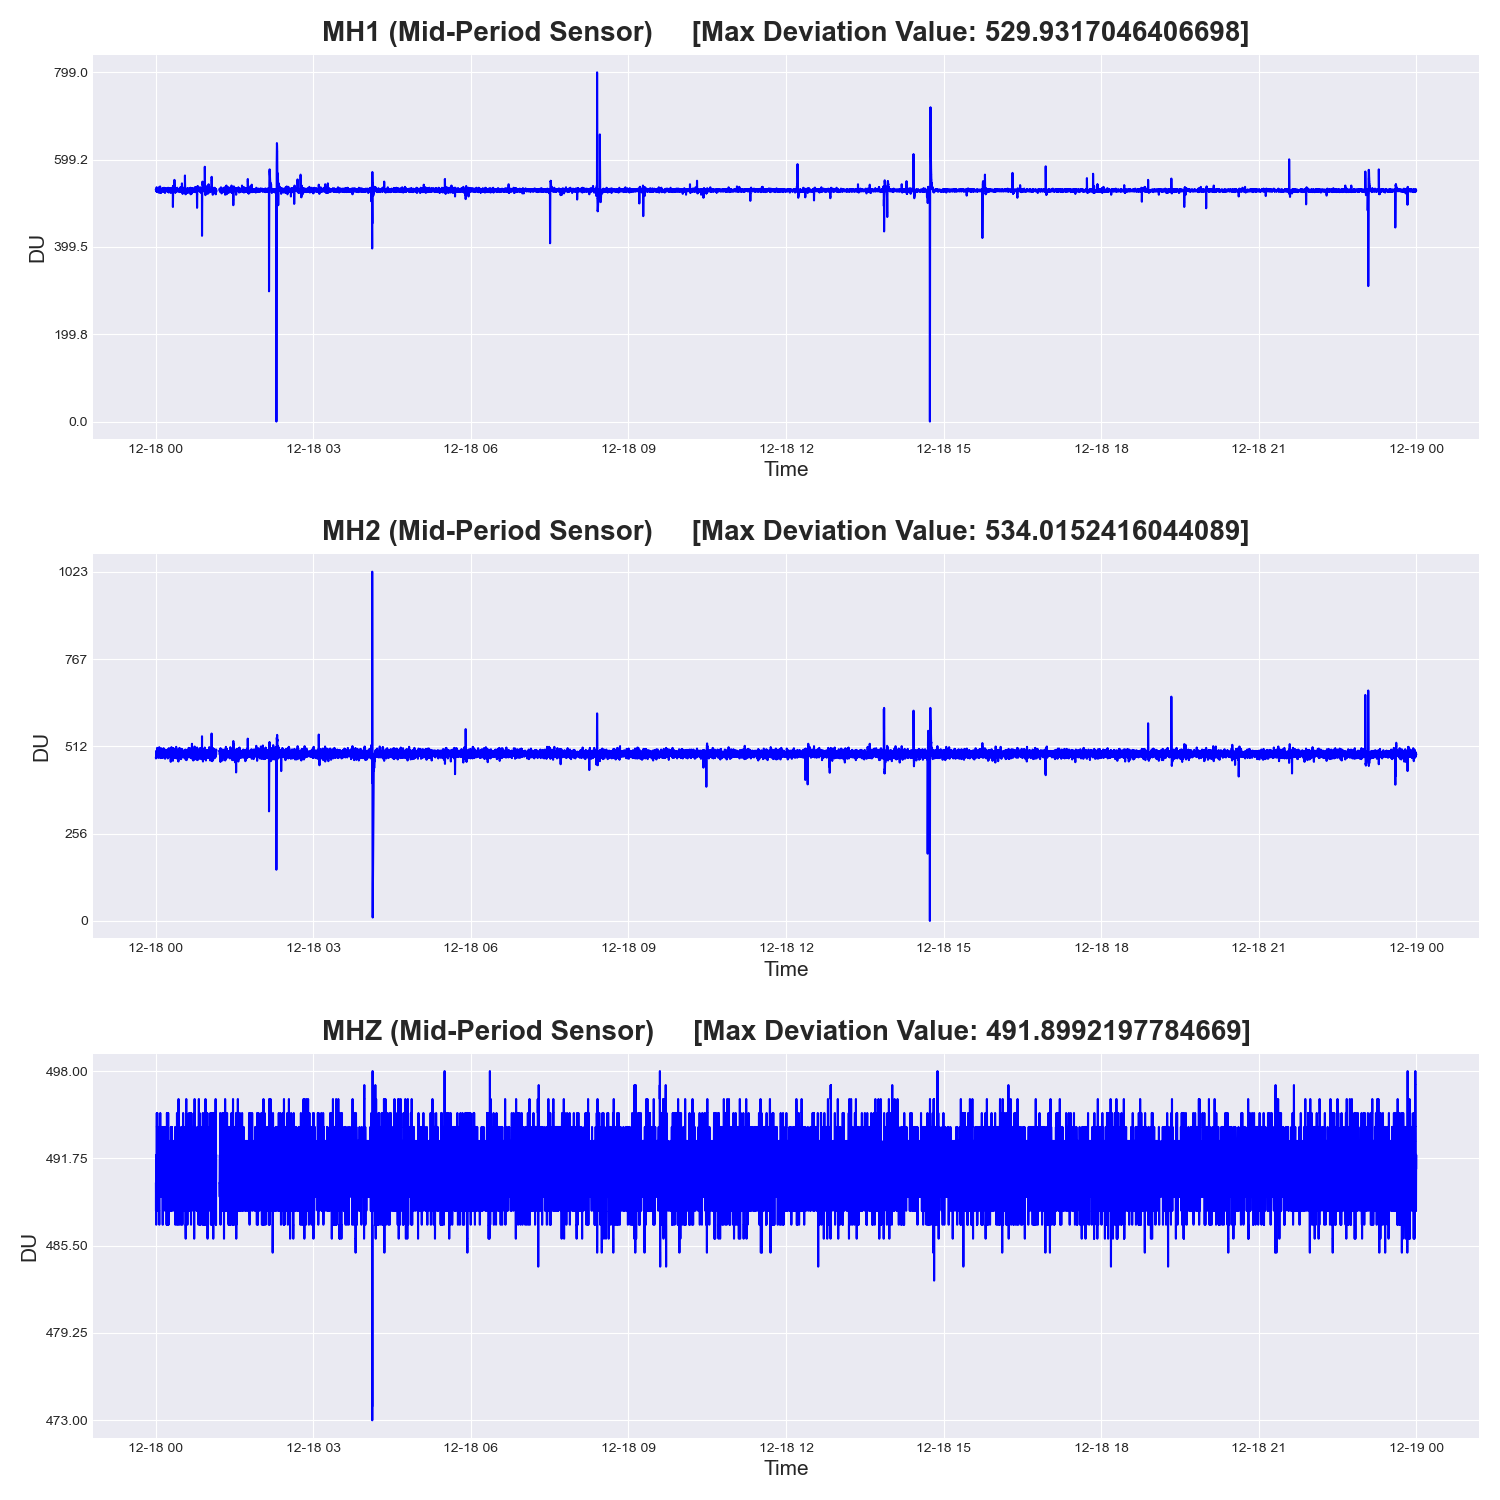 MH1 (Mid-Period Sensor) [Max Deviation Value: 529.9317046406698]
799.0
599.2
399.5
199.8
0.0
DU
12-18 00 12-18 03 12-18 06 12-18 09 12-18 12 12-18 15 12-18 18 12-18 21 12-19 00
Time
MH2 (Mid-Period Sensor) [Max Deviation Value: 534.0152416044089]
1023
767
512
256
0
DU
12-18 00 12-18 03 12-18 06 12-18 09 12-18 12 12-18 15 12-18 18 12-18 21 12-19 00
Time
MHZ (Mid-Period Sensor) [Max Deviation Value: 491.8992197784669]
498.00
491.75
485.50
479.25
473.00
DU
12-18 00 12-18 03 12-18 06 12-18 09 12-18 12 12-18 15 12-18 18 12-18 21 12-19 00
Time